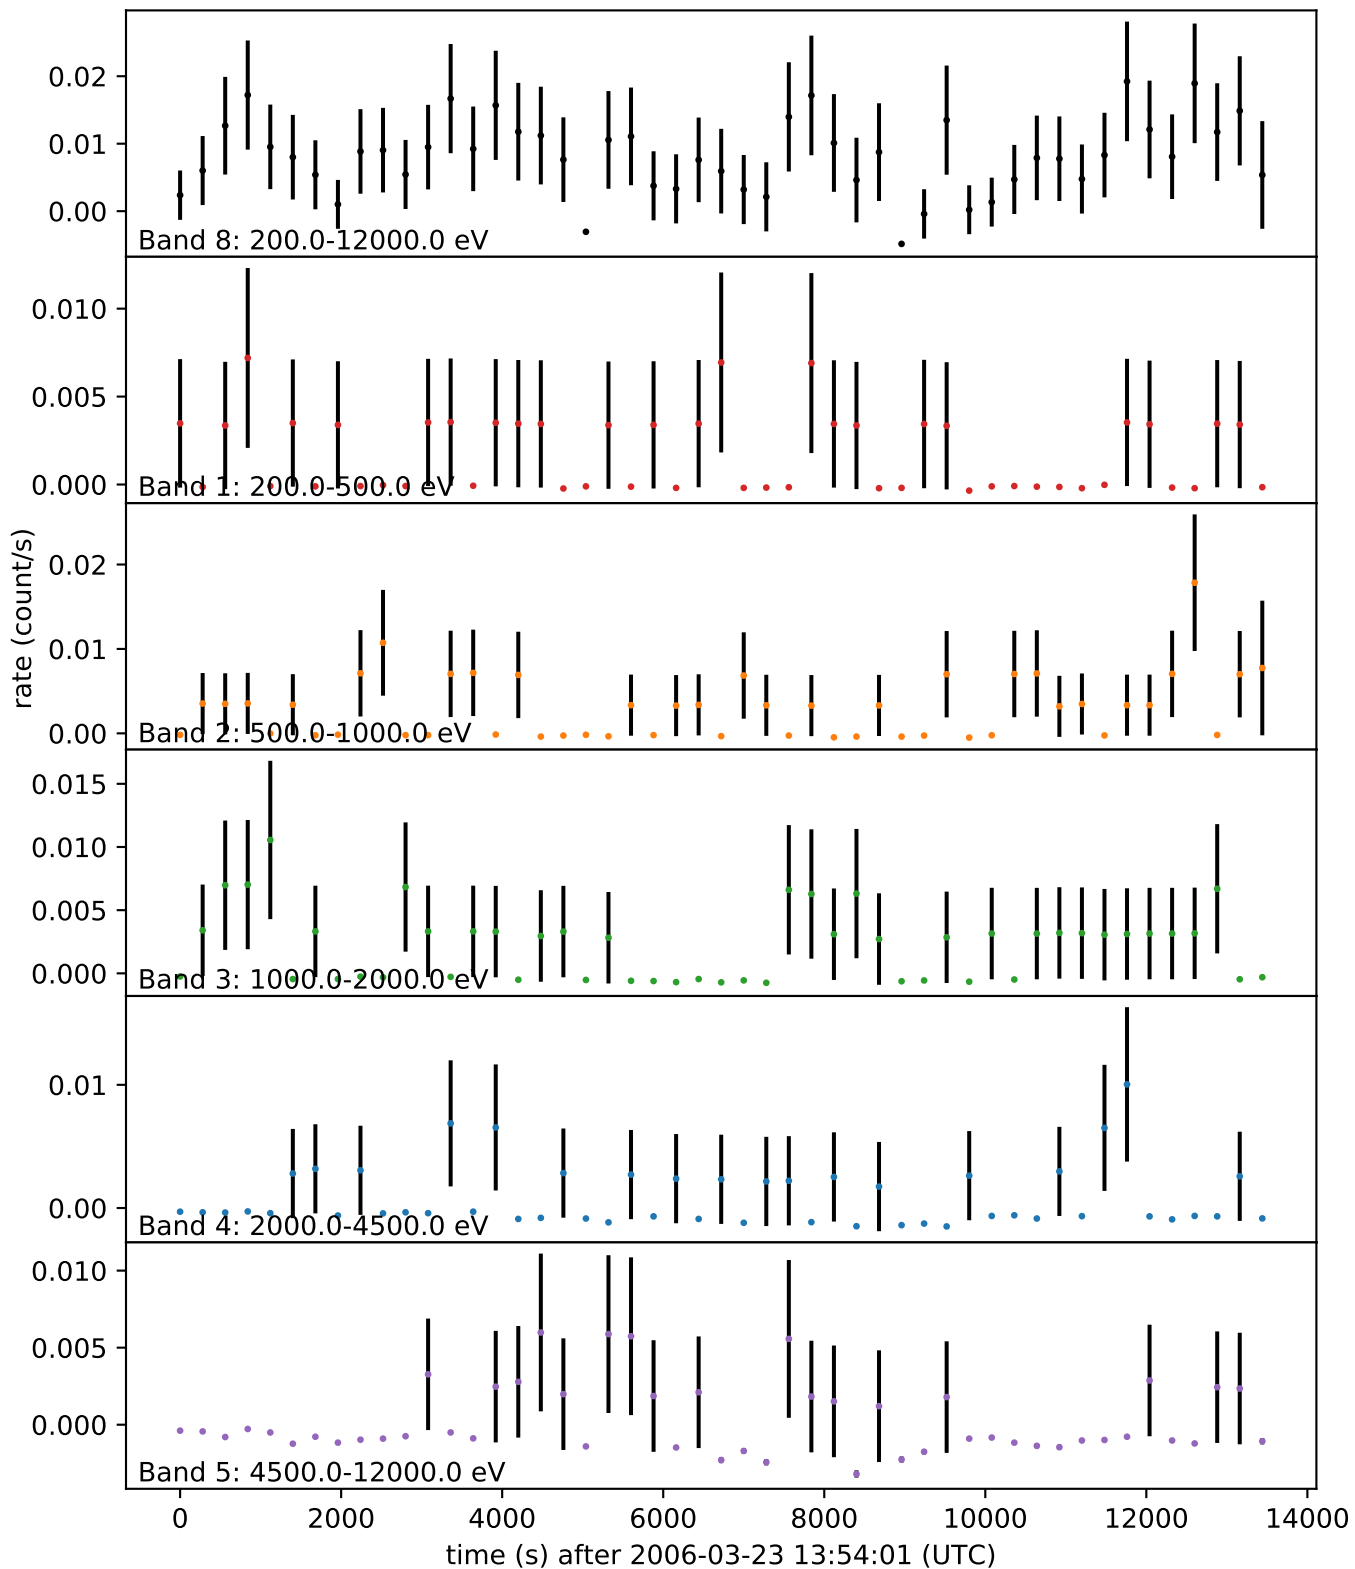 0.02
0.01
0.00
Band 8: 200.0-12000.0 eV
0.010
0.005
0.000
Band 1: 200.0-500.0 eV
rate (count/s)
0.02
0.01
0.00
Band 2: 500.0-1000.0 eV
0.015
0.010
0.005
0.000
Band 3: 1000.0-2000.0 eV
0.01
0.00
Band 4: 2000.0-4500.0 eV
0.010
0.005
0.000
Band 5: 4500.0-12000.0 eV
0 2000 4000 6000 8000 10000 12000 14000
time (s) after 2006-03-23 13:54:01 (UTC)